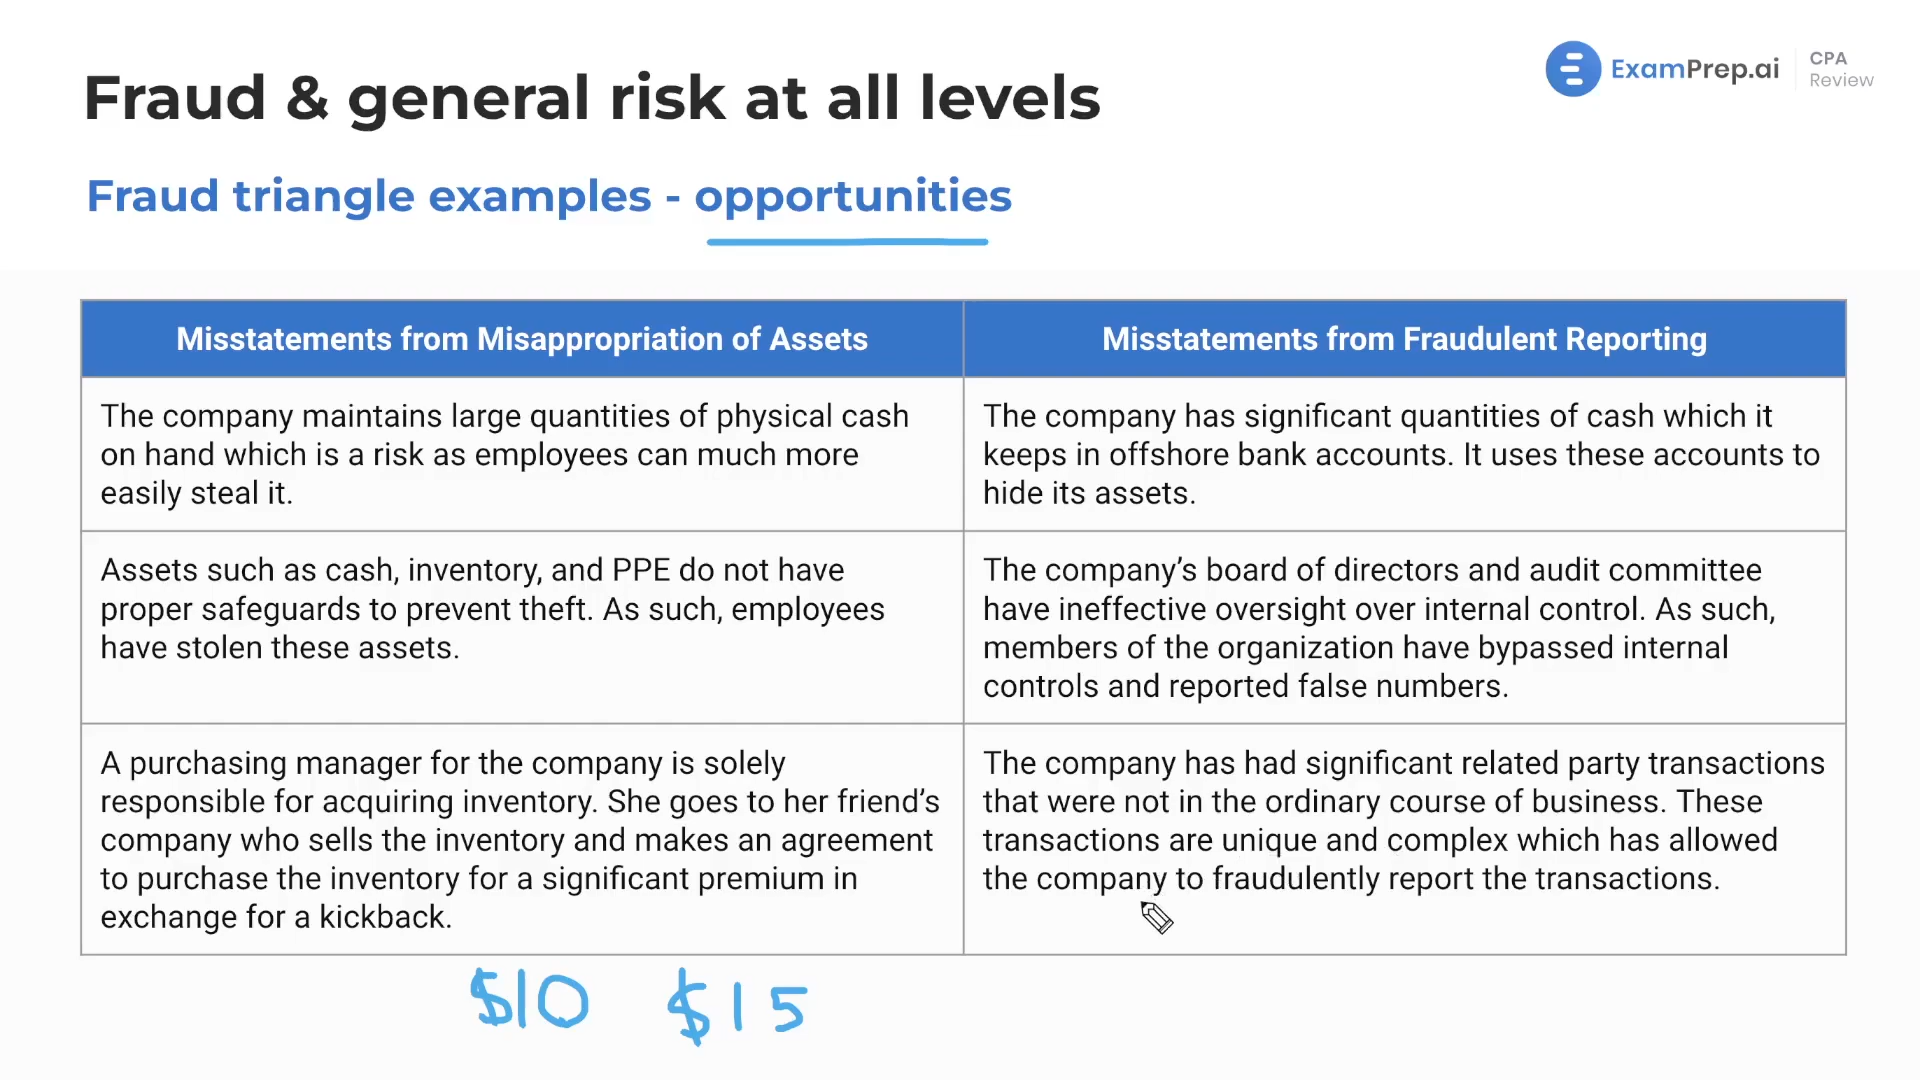 Fraud & general risk at all levels
ExamPrep.ai
CPA
Review
Fraud triangle examples - opportunities
Misstatements from Misappropriation of Assets
Misstatements from Fraudulent Reporting
The company maintains large quantities of physical cash
on hand which is a risk as employees can much more
easily steal it.
The company has significant quantities of cash which it
keeps in offshore bank accounts. It uses these accounts to
hide its assets.
Assets such as cash, inventory, and PPE do not have
proper safeguards to prevent theft. As such, employees
have stolen these assets.
The company’s board of directors and audit committee
have ineffective oversight over internal control. As such,
members of the organization have bypassed internal
controls and reported false numbers.
A purchasing manager for the company is solely
responsible for acquiring inventory. She goes to her friend’s
company who sells the inventory and makes an agreement
to purchase the inventory for a significant premium in
exchange for a kickback.
The company has had significant related party transactions
that were not in the ordinary course of business. These
transactions are unique and complex which has allowed
the company to fraudulently report the transactions.
$10 $15